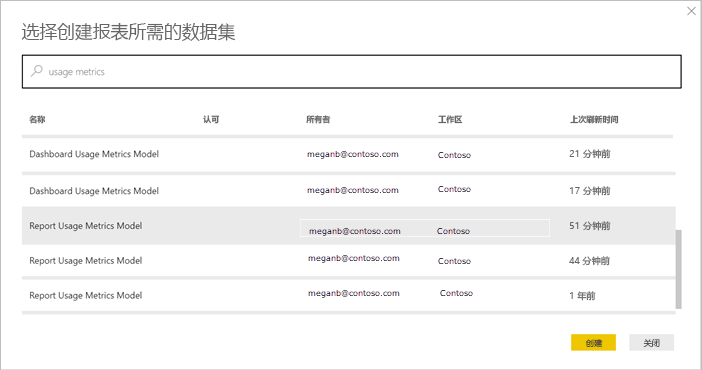 选择创建报表所需的数据集
usage metrics
名称 认可 所有者 工作区 上次刷新时间
Dashboard Usage Metrics Model meganb@contoso.com Contoso 21 分钟前
Dashboard Usage Metrics Model meganb@contoso.com Contoso 17 分钟前
Report Usage Metrics Model meganb@contoso.com Contoso 51 分钟前
Report Usage Metrics Model meganb@contoso.com Contoso 44 分钟前
Report Usage Metrics Model meganb@contoso.com Contoso 1 年前
创建 关闭